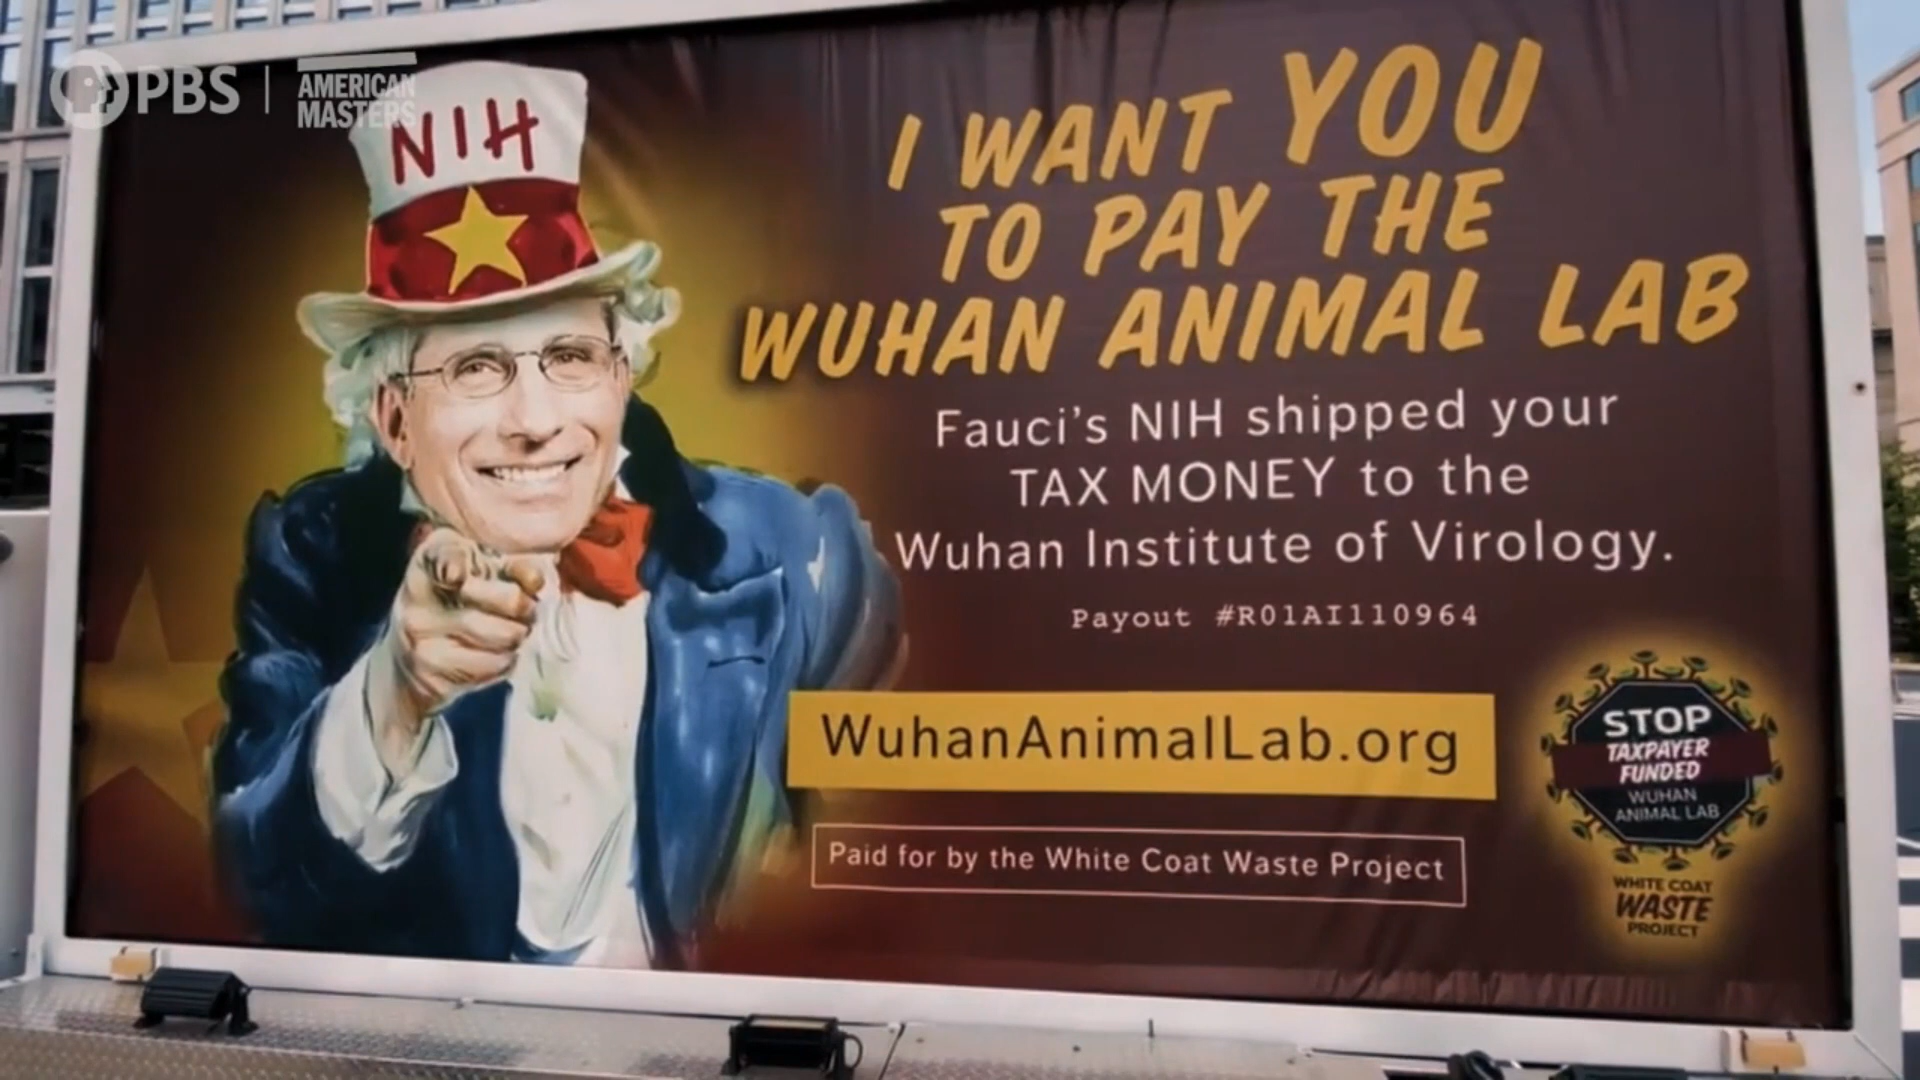 PBS
AMERICAN
MASTERS
NIH
I WANT YOU
TO PAY THE
WUHAN ANIMAL LAB
Fauci's NIH shipped your
TAX MONEY to the
Wuhan Institute of Virology.
Payout #R01AI110964
WuhanAnimalLab.org
Paid for by the White Coat Waste Project
STOP
TAXPAYER
FUNDED
WUHAN
ANIMAL LAB
WHITE COAT
WASTE
PROJECT